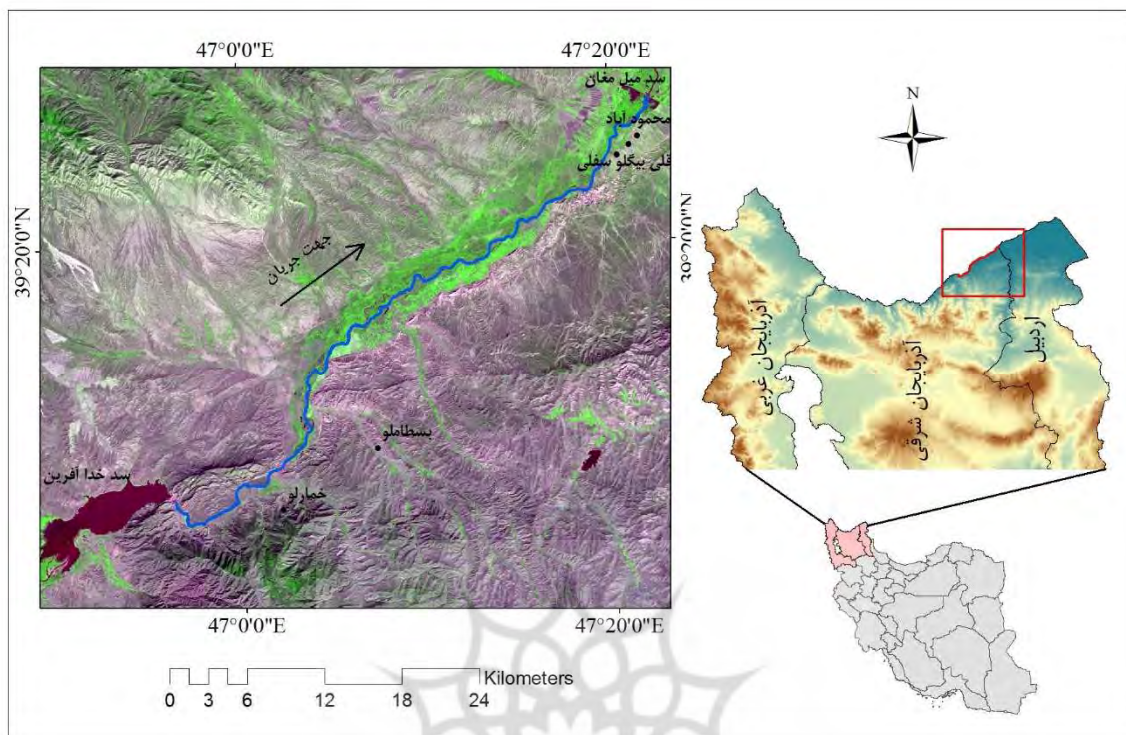 47°0'0"E
47°20'0"E
سد میل مغان
محمود آباد
قلی بیگلو سفلی
39°20'0"N
جهت جریان
39°20'0"N
بسطاملو
سد خدا آفرین
خمارلو
47°0'0"E
47°20'0"E
Kilometers
0 3 6 12 18 24
N
آذربایجان غربی
آذربایجان شرقی
اردبیل